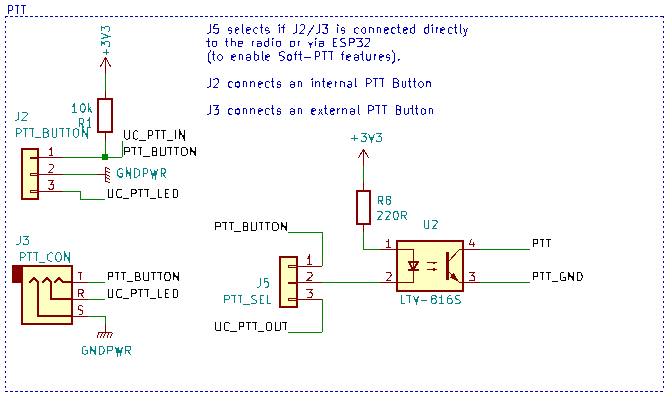 PTT
J5 selects if J2/J3 is connected directly
to the radio or via ESP32
(to enable Soft-PTT features).
J2 connects an internal PTT Button
J3 connects an external PTT Button
+3V3
10k
R1
J2
PTT_BUTTON
UC_PTT_IN
PTT_BUTTON
1
2
3
GNDPWR
UC_PTT_LED
J3
PTT_CON
T
R
S
PTT_BUTTON
UC_PTT_LED
GNDPWR
+3V3
R8
220R
PTT_BUTTON
J5
PTT_SEL
1
2
3
UC_PTT_OUT
U2
1
2
4
3
LTV-816S
PTT
PTT_GND